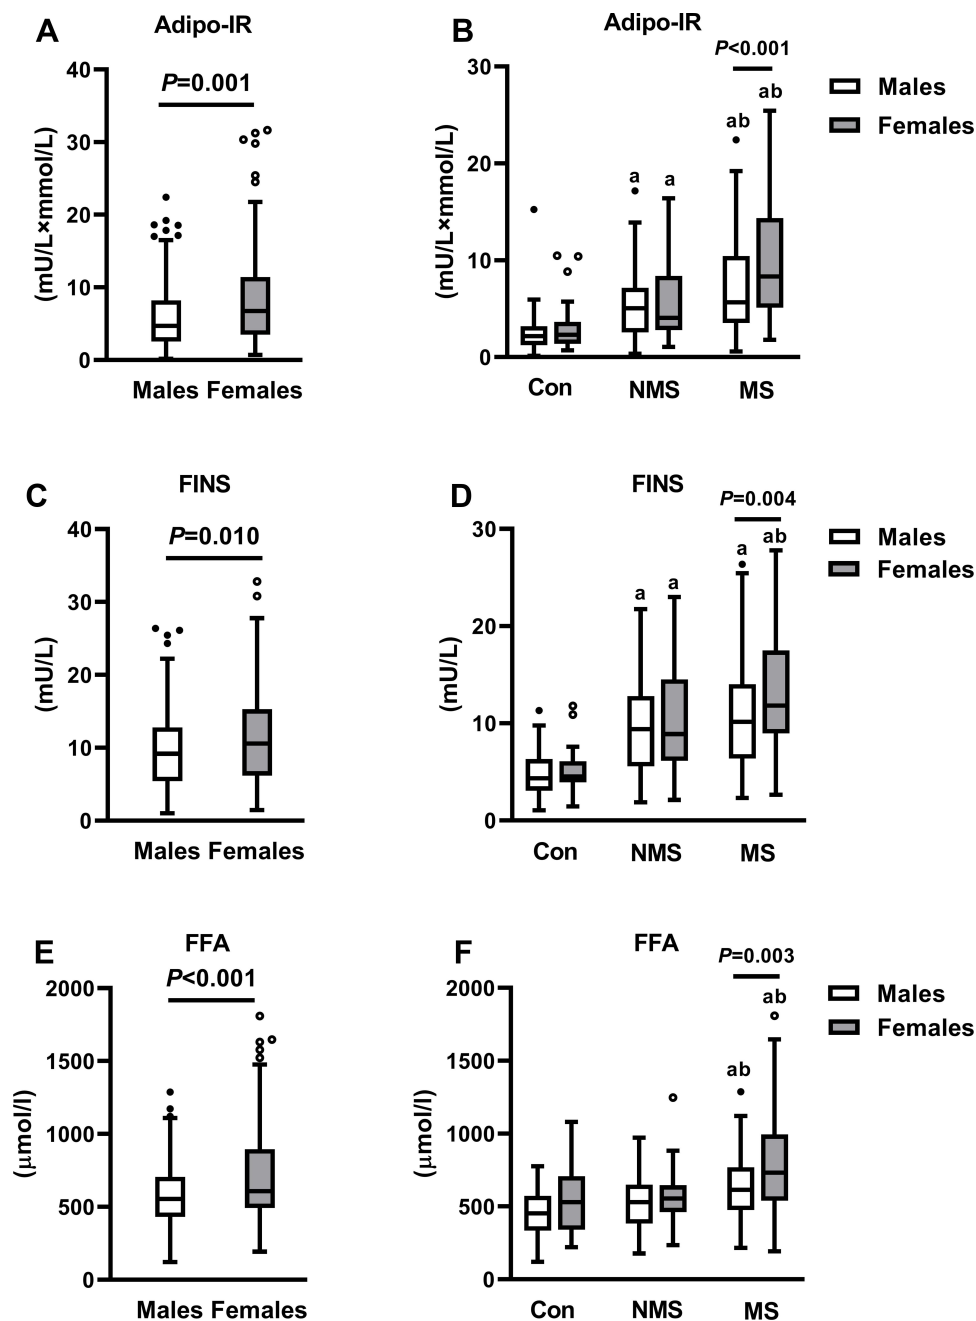 A
Adipo-IR
P=0.001
40
30
20
10
0
(mU/L×mmol/L)
Males Females
B
Adipo-IR
P<0.001
30
20
10
0
(mU/L×mmol/L)
a
a
ab
ab
Con NMS MS
Males
Females
C
FINS
P=0.010
40
30
20
10
0
(mU/L)
Males Females
D
FINS
P=0.004
30
20
10
0
(mU/L)
a
a
a
ab
Con NMS MS
Males
Females
E
FFA
P<0.001
2000
1500
1000
500
0
(μmol/l)
Males Females
F
FFA
P=0.003
2000
1500
1000
500
0
(μmol/l)
ab
ab
Con NMS MS
Males
Females